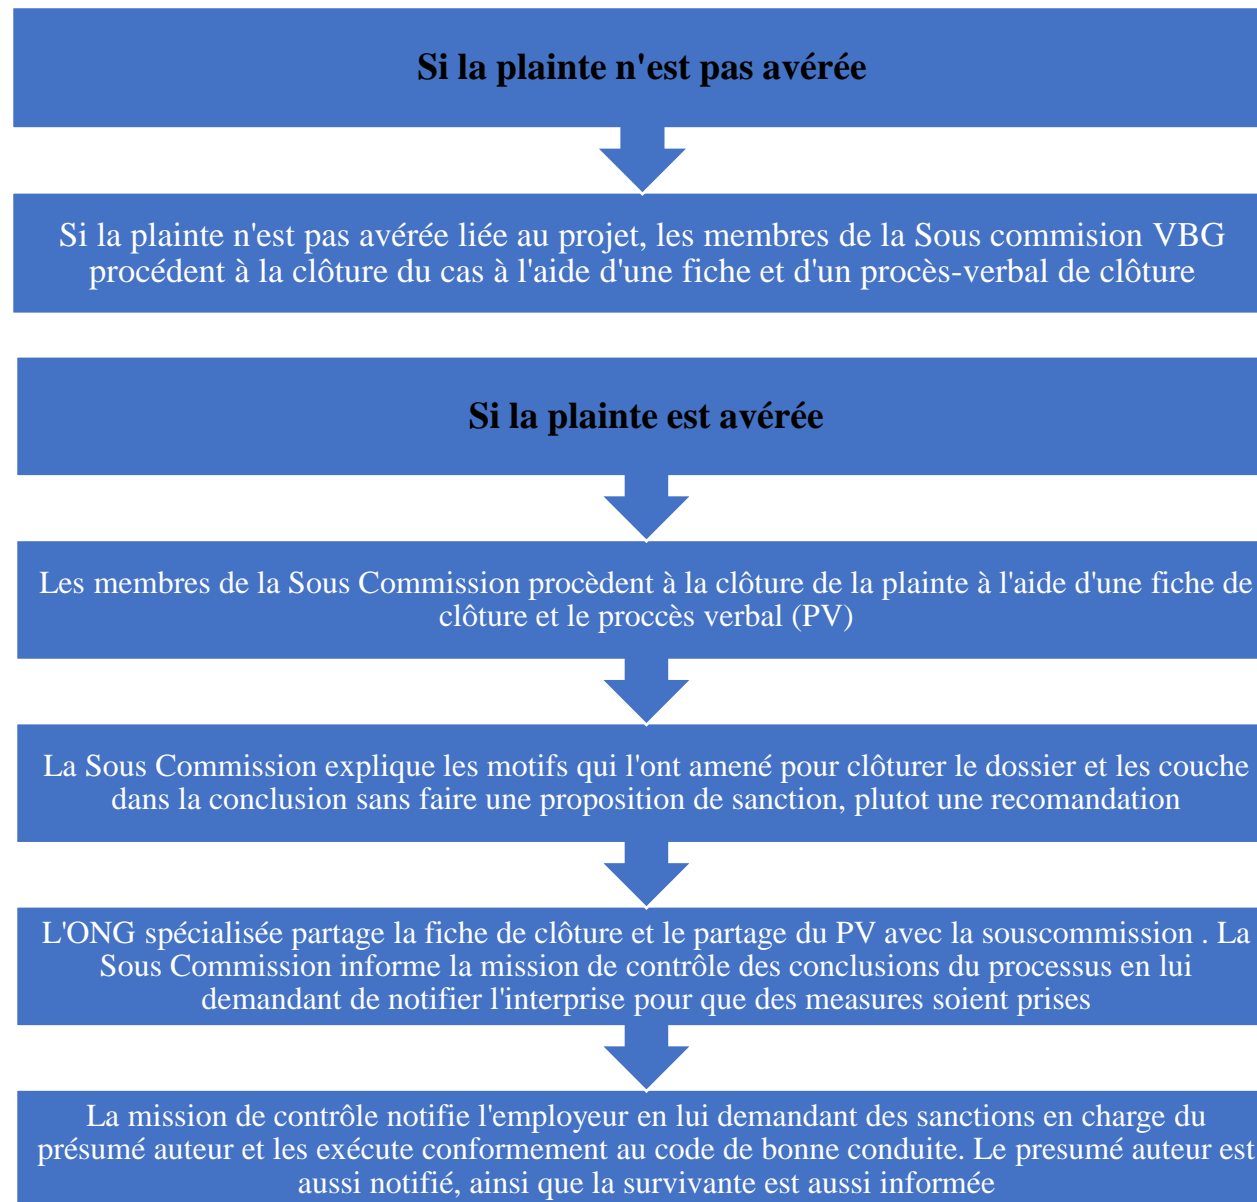 Si la plainte n'est pas avérée
Si la plainte n'est pas avérée liée au projet, les membres de la Sous commision VBG
procédent à la clôture du cas à l'aide d'une fiche et d'un procès-verbal de clôture
Si la plainte est avérée
Les membres de la Sous Commission procèdent à la clôture de la plainte à l'aide d'une fiche de
clôture et le proccès verbal (PV)
La Sous Commission explique les motifs qui l'ont amené pour clôturer le dossier et les couche
dans la conclusion sans faire une proposition de sanction, plutot une recomandation
L'ONG spécialisée partage la fiche de clôture et le partage du PV avec la souscommission . La
Sous Commission informe la mission de contrôle des conclusions du processus en lui
demandant de notifier l'interprise pour que des measures soient prises
La mission de contrôle notifie l'employeur en lui demandant des sanctions en charge du
présumé auteur et les exécute conformement au code de bonne conduite. Le presumé auteur est
aussi notifié, ainsi que la survivante est aussi informée